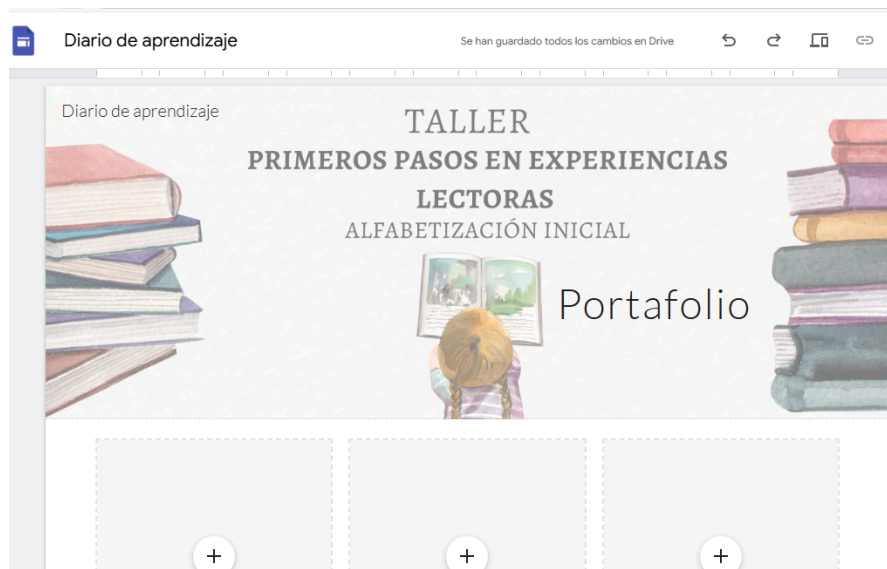 Diario de aprendizaje
Se han guardado todos los cambios en Drive
Diario de aprendizaje
TALLER
PRIMEROS PASOS EN EXPERIENCIAS
LECTORAS
ALFABETIZACIÓN INICIAL
Portafolio